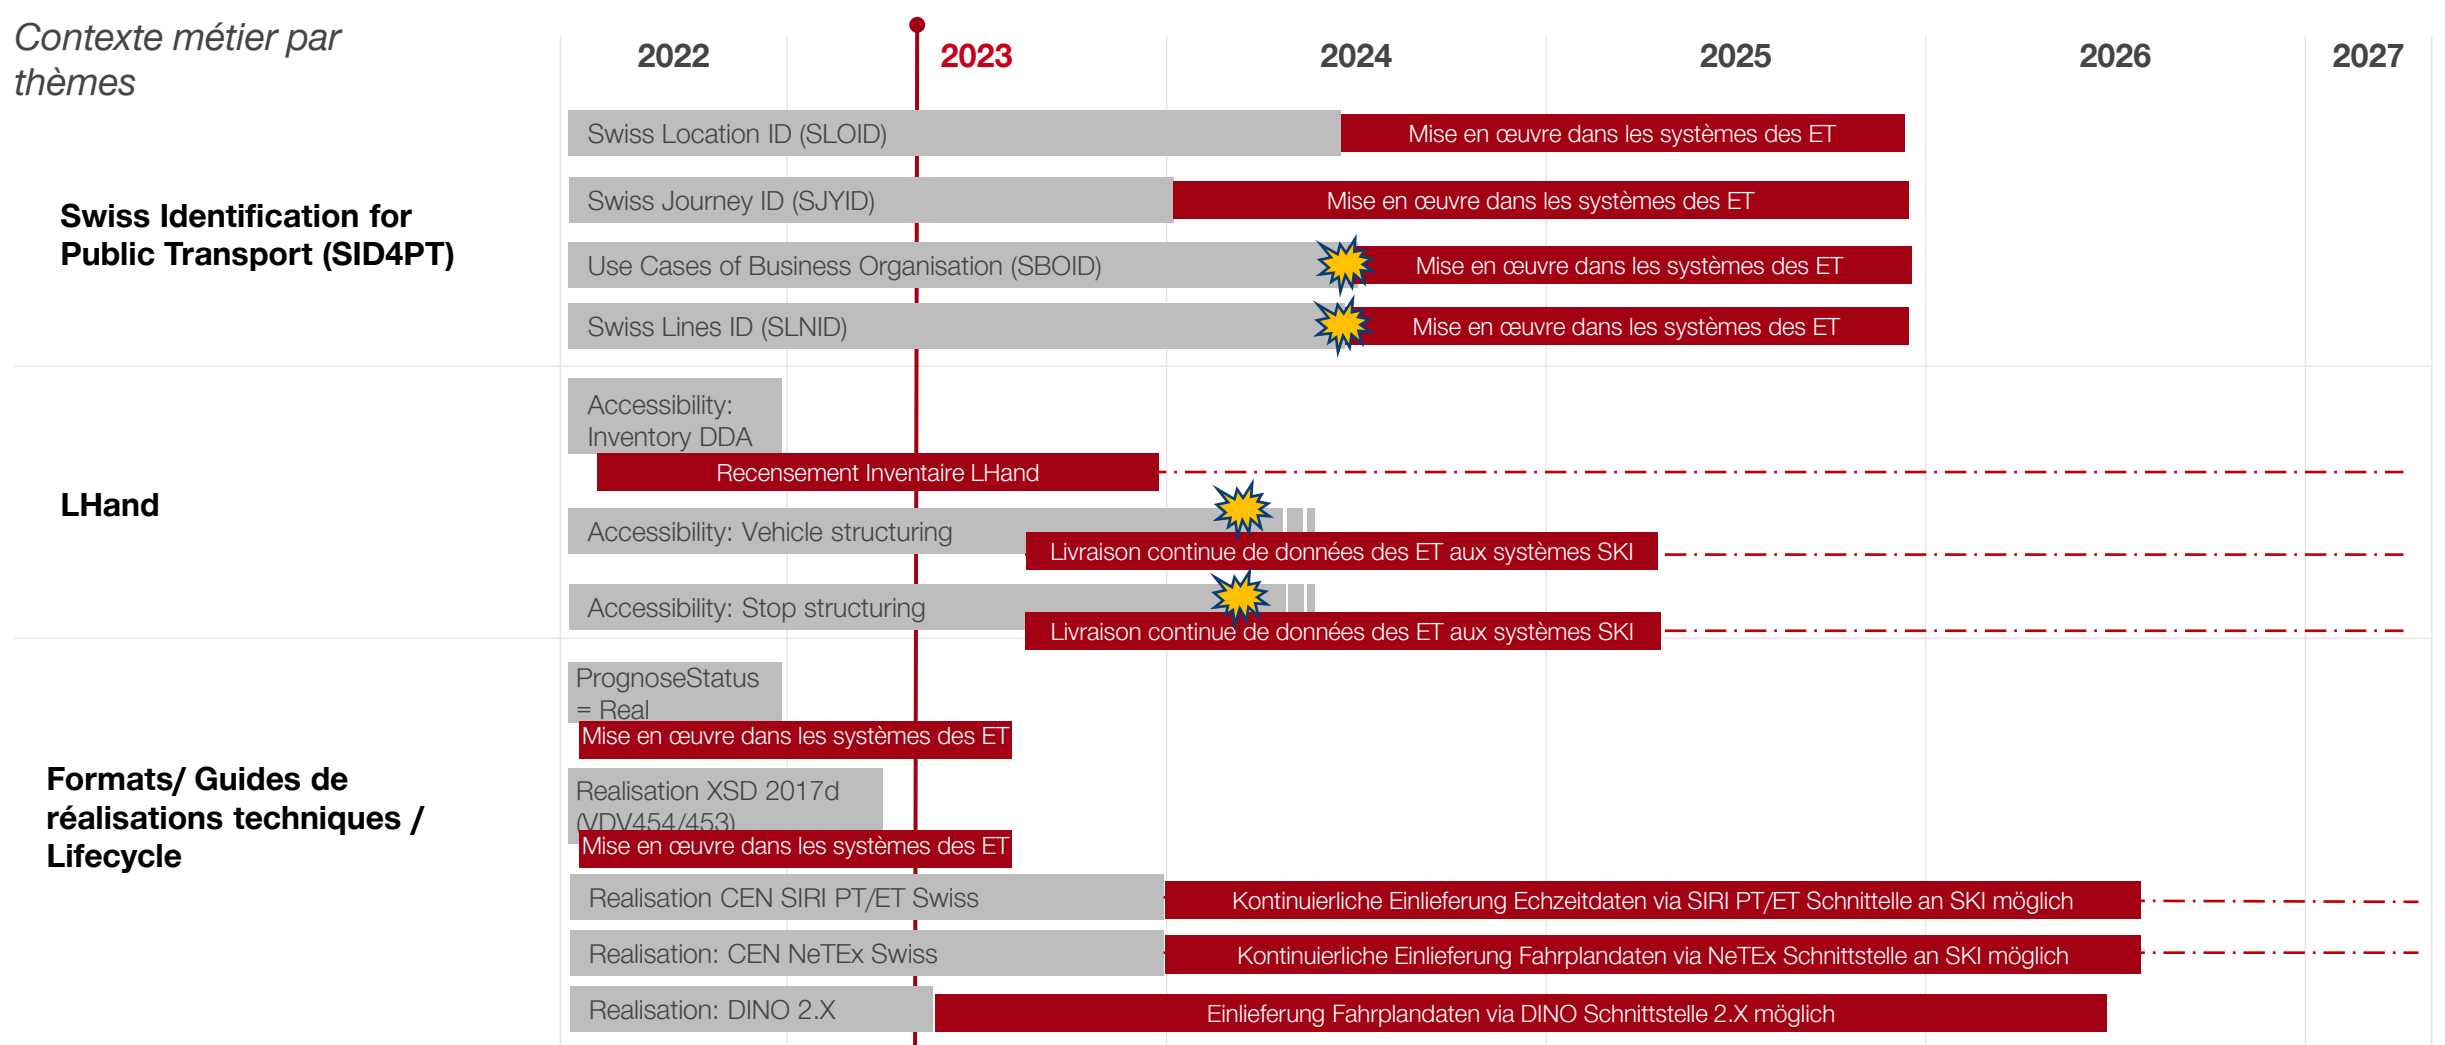 Contexte métier par
thèmes
2022
2023
2024
2025
2026
2027
Swiss Identification for
Public Transport (SID4PT)
Swiss Location ID (SLOID)
Mise en œuvre dans les systèmes des ET
Swiss Journey ID (SJYID)
Mise en œuvre dans les systèmes des ET
Use Cases of Business Organisation (SBOID)
Mise en œuvre dans les systèmes des ET
Swiss Lines ID (SLNID)
Mise en œuvre dans les systèmes des ET
LHand
Accessibility:
Inventory DDA
Recensement Inventaire LHand
Accessibility: Vehicle structuring
Livraison continue de données des ET aux systèmes SKI
Accessibility: Stop structuring
Livraison continue de données des ET aux systèmes SKI
Formats/ Guides de
réalisations techniques /
Lifecycle
PrognoseStatus
= Real
Mise en œuvre dans les systèmes des ET
Realisation XSD 2017d
(VDV454/453)
Mise en œuvre dans les systèmes des ET
Realisation CEN SIRI PT/ET Swiss
Kontinuierliche Einlieferung Echzeitdaten via SIRI PT/ET Schnittelle an SKI möglich
Realisation: CEN NeTEx Swiss
Kontinuierliche Einlieferung Fahrplandaten via NeTEx Schnittstelle an SKI möglich
Realisation: DINO 2.X
Einlieferung Fahrplandaten via DINO Schnittstelle 2.X möglich